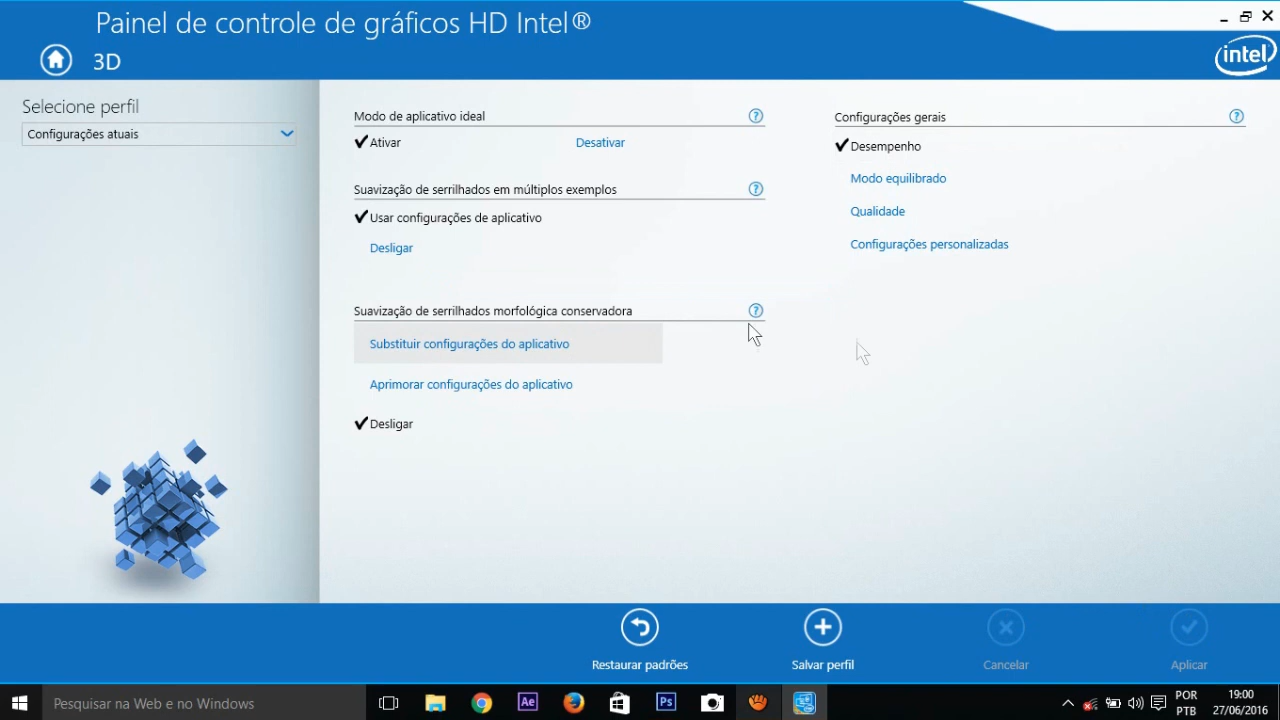 Painel de controle de gráficos HD Intel®
3D
intel
Selecione perfil
Configurações atuais
Modo de aplicativo ideal
Ativar
Desativar
Suavização de serrilhados em múltiplos exemplos
Usar configurações de aplicativo
Desligar
Suavização de serrilhados morfológica conservadora
Substituir configurações do aplicativo
Aprimorar configurações do aplicativo
Desligar
Configurações gerais
Desempenho
Modo equilibrado
Qualidade
Configurações personalizadas
Restaurar padrões
Salvar perfil
Cancelar
Aplicar
Pesquisar na Web e no Windows
Ae
Ps
POR
PTB
19:00
27/06/2016